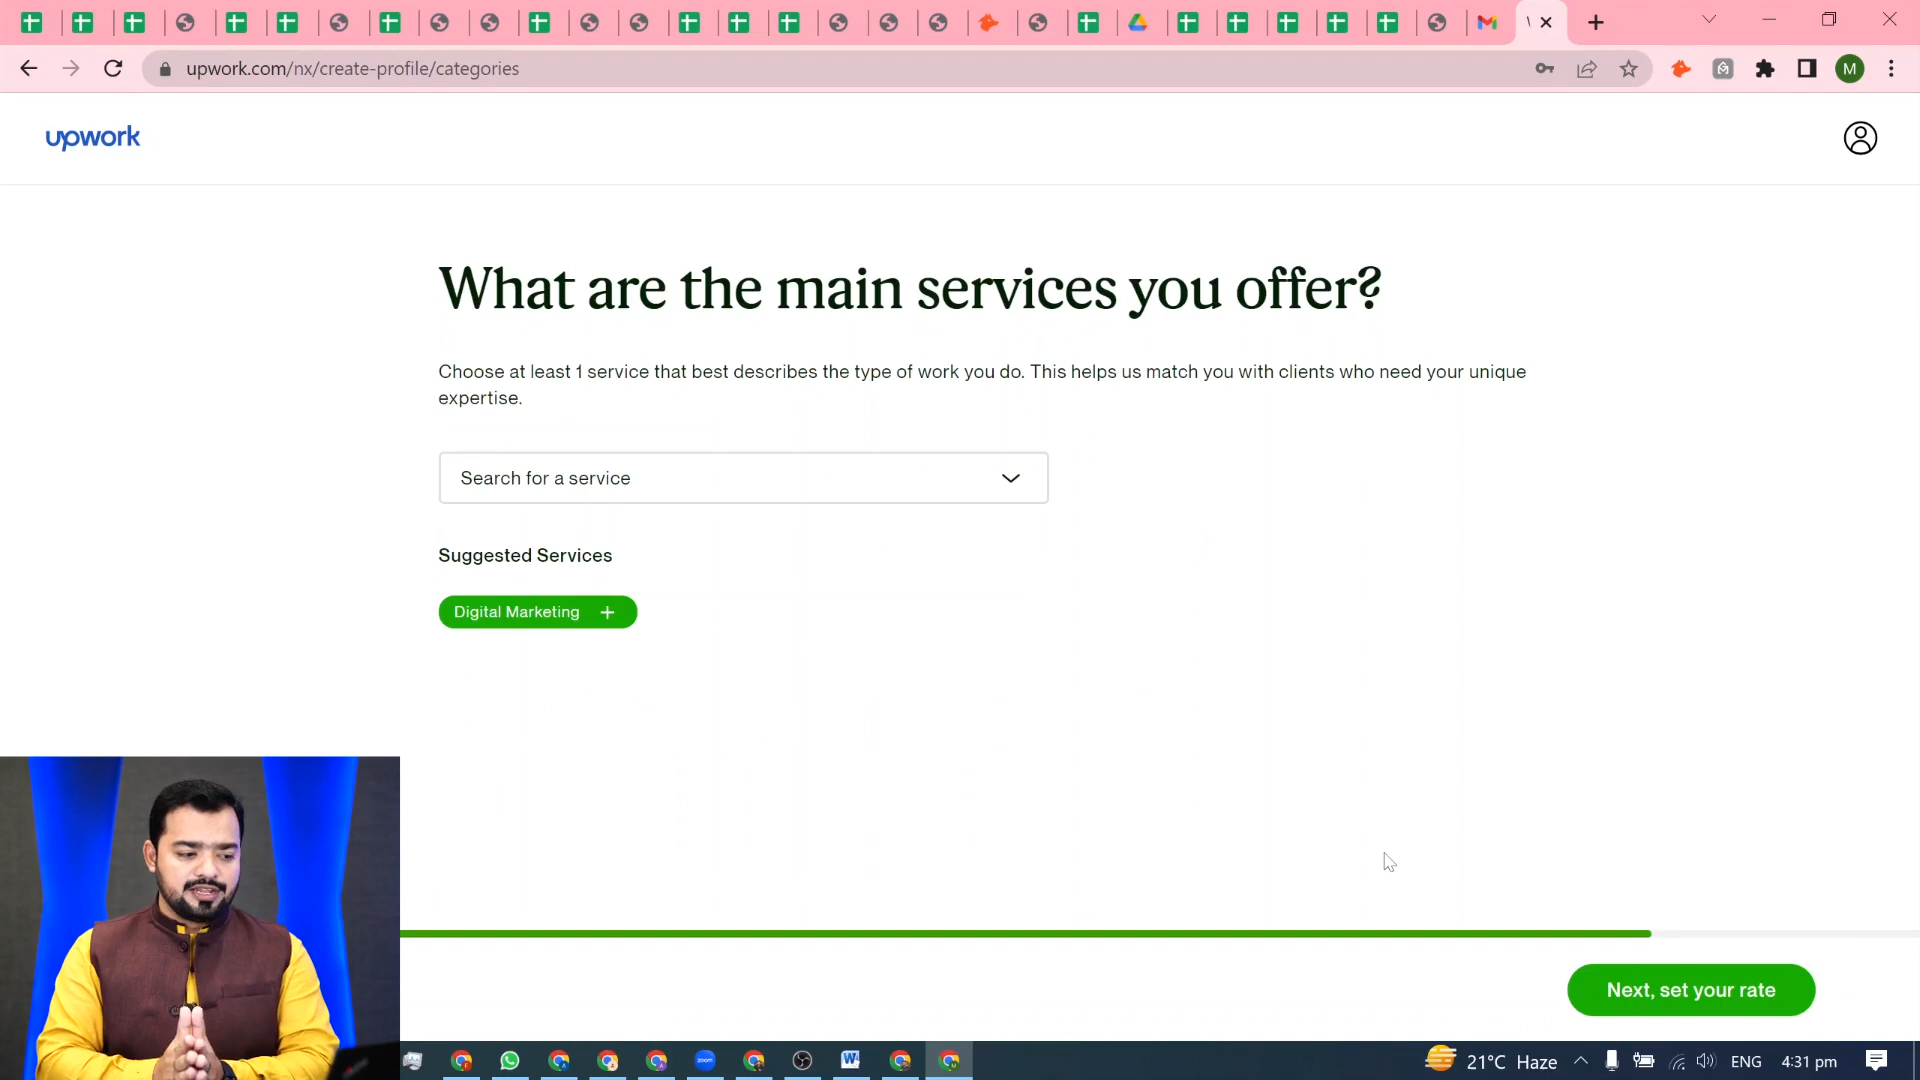 upwork.com/nx/create-profile/categories
M
upwork
What are the main services you offer?
Choose at least 1 service that best describes the type of work you do. This helps us match you with clients who need your unique
expertise.
Search for a service
Suggested Services
Digital Marketing +
Next, set your rate
zoom
21°C Haze
ENG
4:31 pm